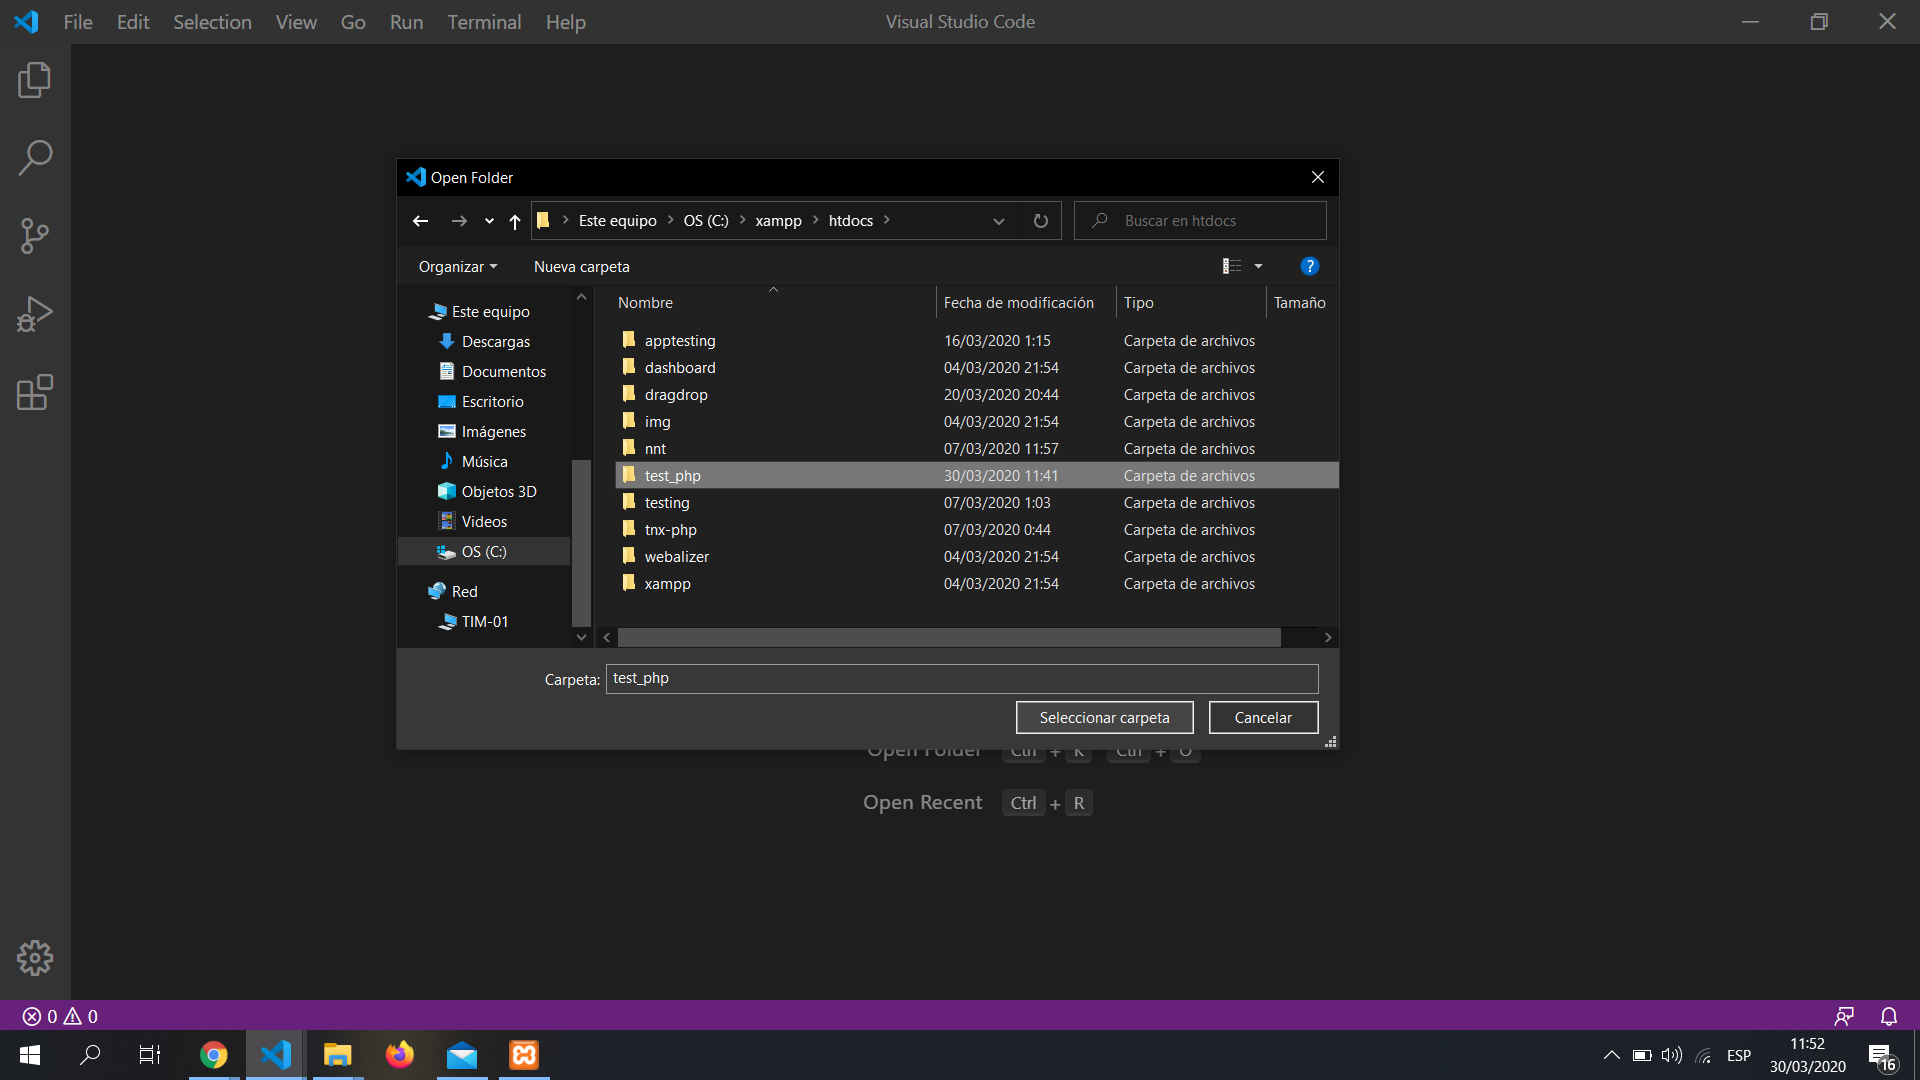 File Edit Selection View Go Run Terminal Help Visual Studio Code
Open Folder
Este equipo OS (C:) xampp htdocs Buscar en htdocs
Organizar Nueva carpeta ?
Este equipo
Descargas
Documentos
Escritorio
Imágenes
Música
Objetos 3D
Videos
OS (C:)
Red
TIM-01
Nombre Fecha de modificación Tipo Tamaño
apptesting 16/03/2020 1:15 Carpeta de archivos
dashboard 04/03/2020 21:54 Carpeta de archivos
dragdrop 20/03/2020 20:44 Carpeta de archivos
img 04/03/2020 21:54 Carpeta de archivos
nnt 07/03/2020 11:57 Carpeta de archivos
test_php 30/03/2020 11:41 Carpeta de archivos
testing 07/03/2020 1:03 Carpeta de archivos
tnx-php 07/03/2020 0:44 Carpeta de archivos
webalizer 04/03/2020 21:54 Carpeta de archivos
xampp 04/03/2020 21:54 Carpeta de archivos
Carpeta: test_php
Seleccionar carpeta Cancelar
Open Folder Ctrl + K Ctrl + O
Open Recent Ctrl + R
0 0
ESP 11:52
30/03/2020 16